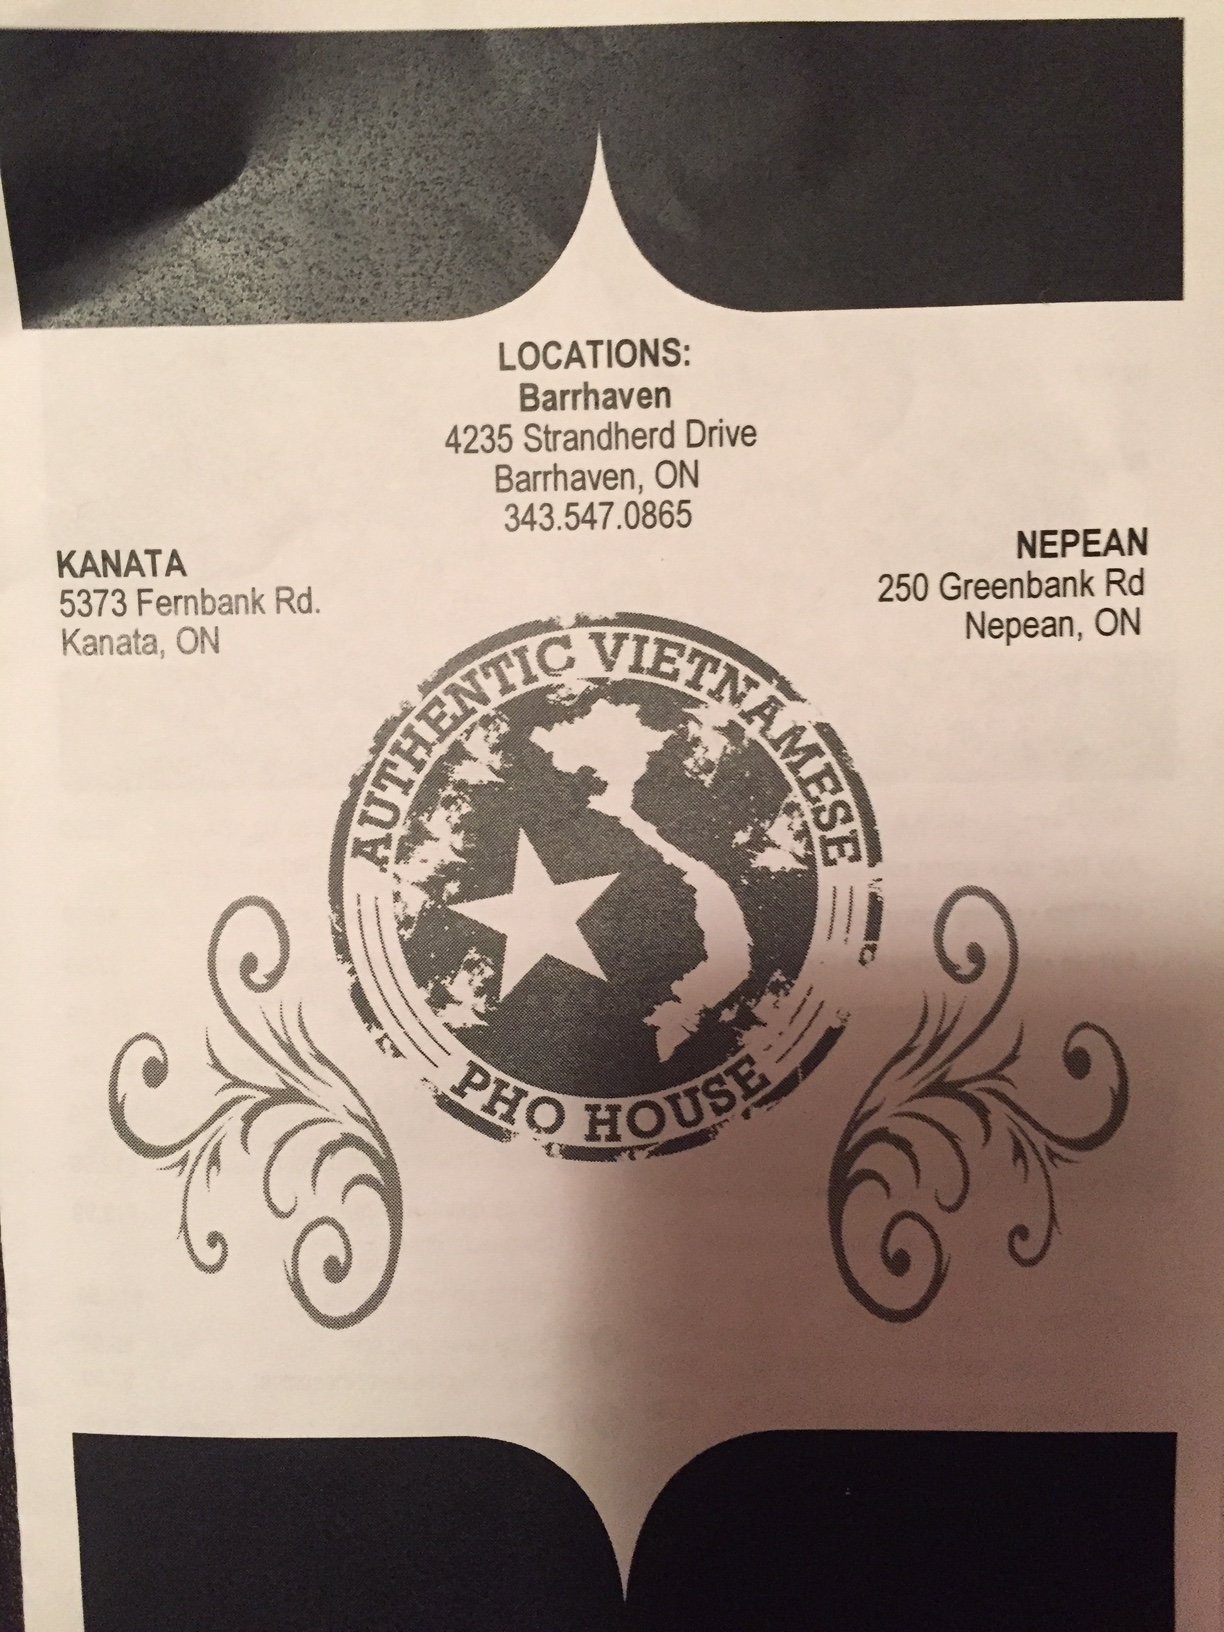 LOCATIONS:
Barrhaven
4235 Strandherd Drive
Barrhaven, ON
343.547.0865
KANATA
5373 Fernbank Rd.
Kanata, ON
NEPEAN
250 Greenbank Rd
Nepean, ON
AUTHENTIC VIETNAMESE
PHO HOUSE